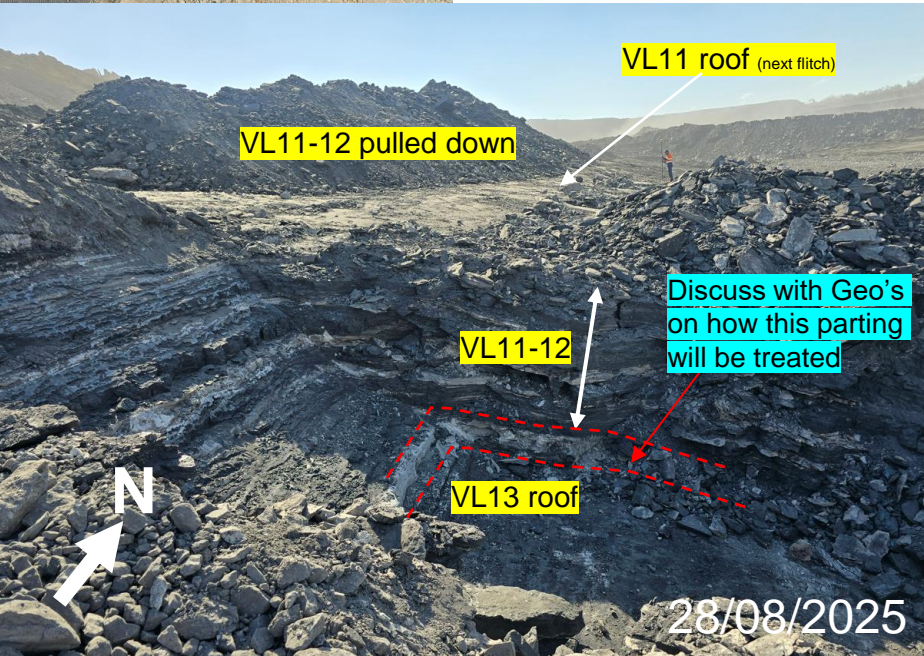 VL11 roof (next flitch)
VL11-12 pulled down
Discuss with Geo's
on how this parting
will be treated
VL11-12
VL13 roof
N
28/08/2025